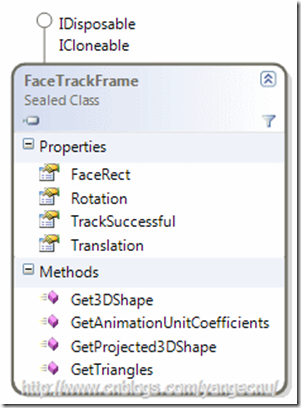 IDisposable
ICloneable
FaceTrackFrame
Sealed Class
Properties
FaceRect
Rotation
TrackSuccessful
Translation
Methods
Get3DShape
GetAnimationUnitCoefficients
GetProjected3DShape
GetTriangles
http://www.cnblogs.com/yangecnu/